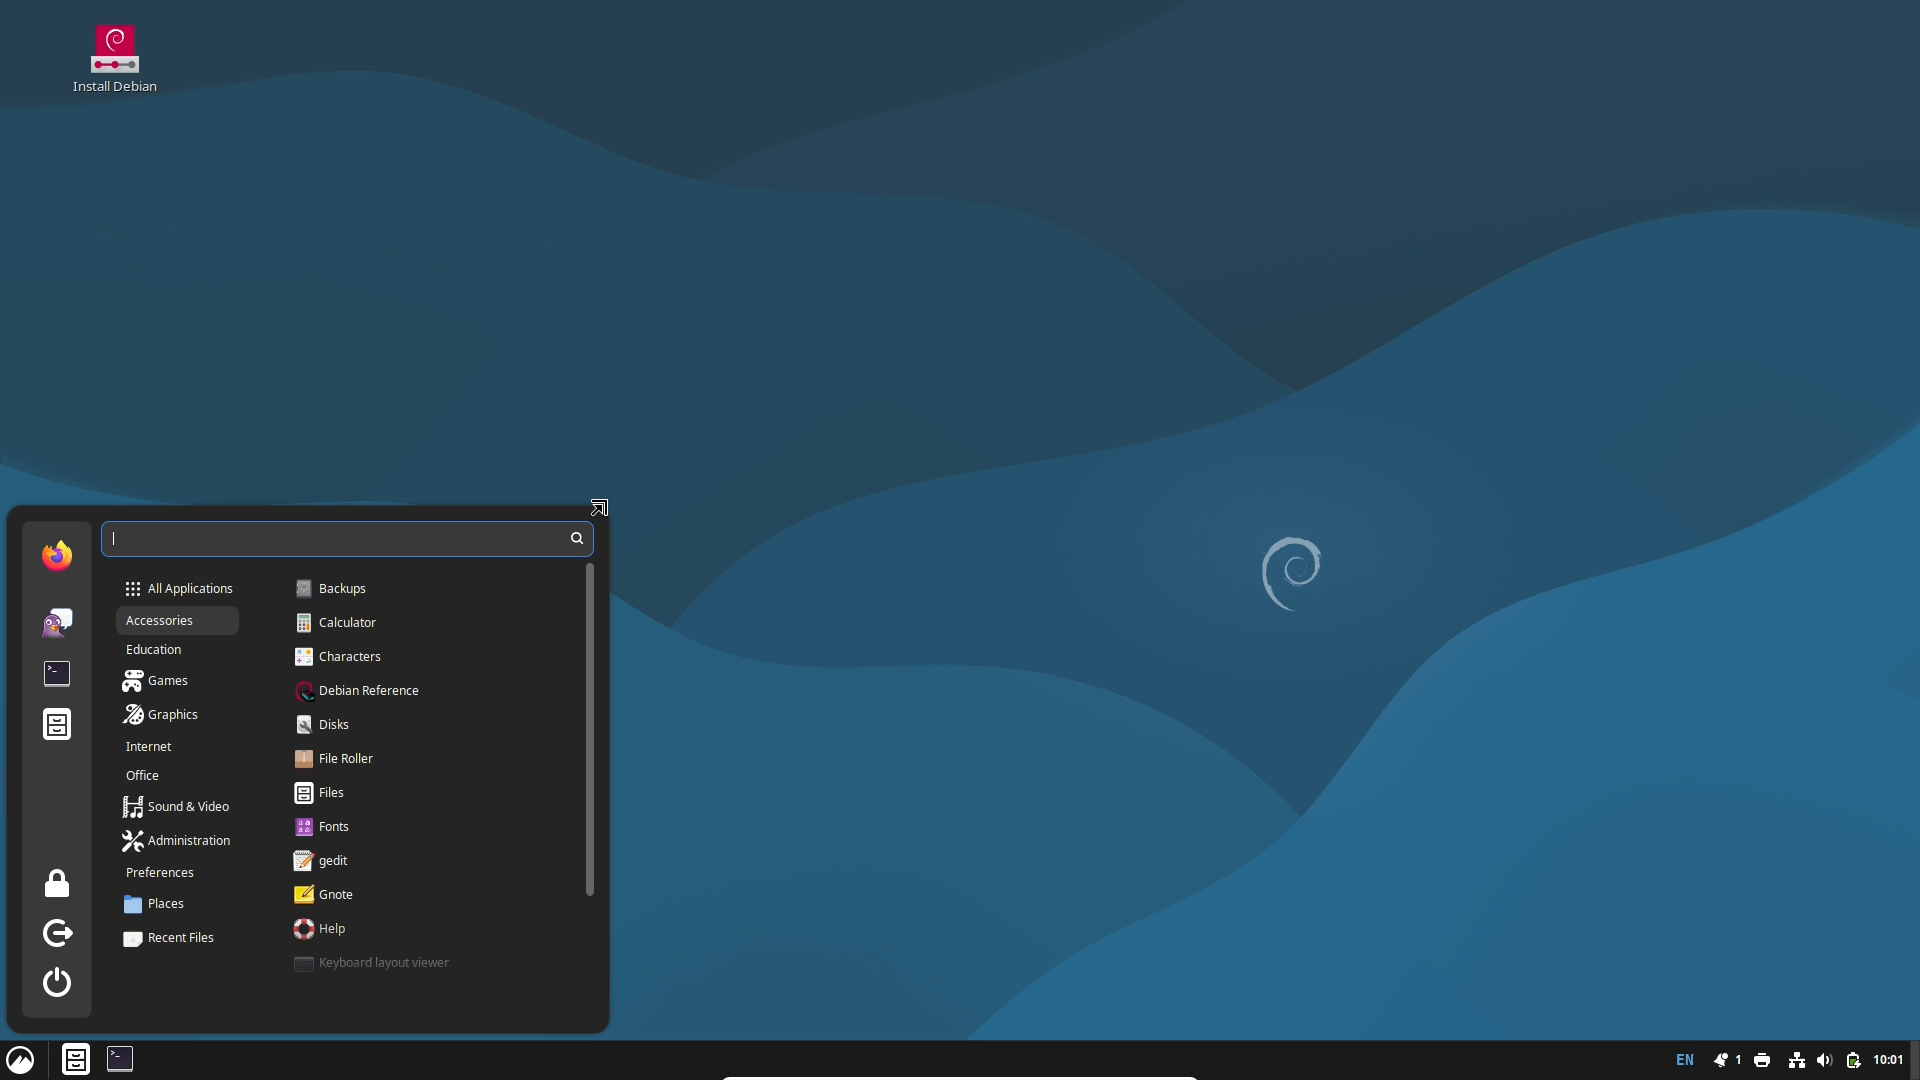 Install Debian
All Applications
Accessories
Education
Games
Graphics
Internet
Office
Sound & Video
Administration
Preferences
Places
Recent Files
Backups
Calculator
Characters
Debian Reference
Disks
File Roller
Files
Fonts
gedit
Gnote
Help
Keyboard layout viewer
EN 1 10:01